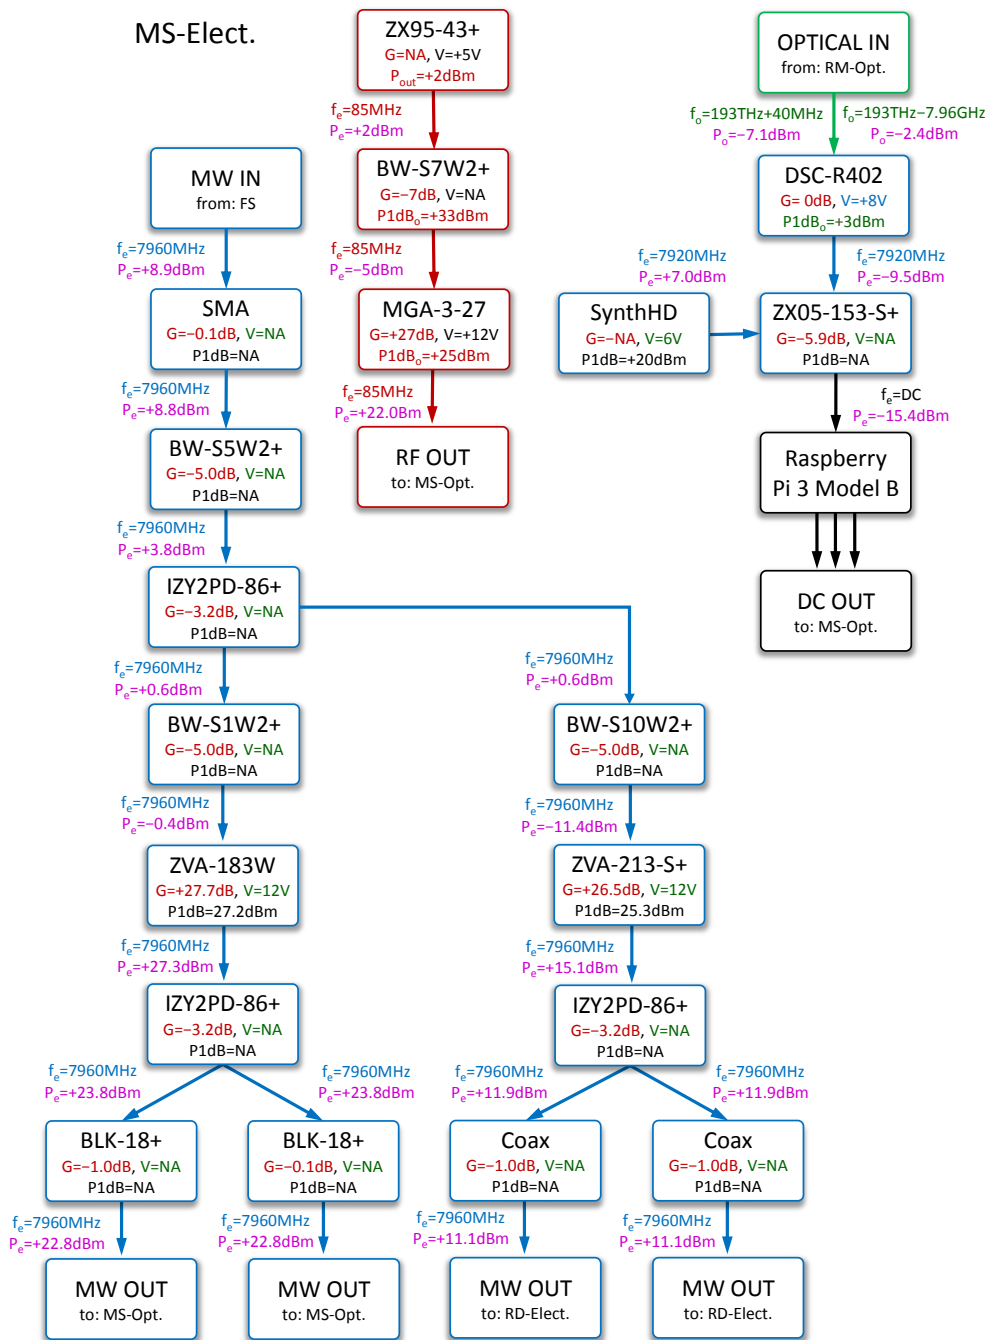 MS-Elect.
ZX95-43+
G=NA, V=+5V
Pout=+2dBm
fe=85MHz
Pe=+2dBm
BW-S7W2+
G=−7dB, V=NA
P1dBo=+33dBm
fe=85MHz
Pe=−5dBm
MGA-3-27
G=+27dB, V=+12V
P1dBo=+25dBm
fe=85MHz
Pe=+22.0Bm
RF OUT
to: MS-Opt.
OPTICAL IN
from: RM-Opt.
fo=193THz+40MHz
Po=−7.1dBm
fo=193THz−7.96GHz
Po=−2.4dBm
DSC-R402
G= 0dB, V=+8V
P1dBo=+3dBm
fe=7920MHz
Pe=+7.0dBm
fe=7920MHz
Pe=−9.5dBm
SynthHD
G=−NA, V=6V
P1dB=+20dBm
ZX05-153-S+
G=−5.9dB, V=NA
P1dB=NA
fe=DC
Pe=−15.4dBm
Raspberry
Pi 3 Model B
DC OUT
to: MS-Opt.
MW IN
from: FS
fe=7960MHz
Pe=+8.9dBm
SMA
G=−0.1dB, V=NA
P1dB=NA
fe=7960MHz
Pe=+8.8dBm
BW-S5W2+
G=−5.0dB, V=NA
P1dB=NA
fe=7960MHz
Pe=+3.8dBm
IZY2PD-86+
G=−3.2dB, V=NA
P1dB=NA
fe=7960MHz
Pe=+0.6dBm
BW-S1W2+
G=−5.0dB, V=NA
P1dB=NA
fe=7960MHz
Pe=−0.4dBm
ZVA-183W
G=+27.7dB, V=12V
P1dB=27.2dBm
fe=7960MHz
Pe=+27.3dBm
IZY2PD-86+
G=−3.2dB, V=NA
P1dB=NA
fe=7960MHz
Pe=+23.8dBm
fe=7960MHz
Pe=+23.8dBm
BLK-18+
G=−1.0dB, V=NA
P1dB=NA
BLK-18+
G=−0.1dB, V=NA
P1dB=NA
fe=7960MHz
Pe=+22.8dBm
fe=7960MHz
Pe=+22.8dBm
MW OUT
to: MS-Opt.
MW OUT
to: MS-Opt.
fe=7960MHz
Pe=+0.6dBm
BW-S10W2+
G=−5.0dB, V=NA
P1dB=NA
fe=7960MHz
Pe=−11.4dBm
ZVA-213-S+
G=+26.5dB, V=12V
P1dB=25.3dBm
fe=7960MHz
Pe=+15.1dBm
IZY2PD-86+
G=−3.2dB, V=NA
P1dB=NA
fe=7960MHz
Pe=+11.9dBm
fe=7960MHz
Pe=+11.9dBm
Coax
G=−1.0dB, V=NA
P1dB=NA
Coax
G=−1.0dB, V=NA
P1dB=NA
fe=7960MHz
Pe=+11.1dBm
fe=7960MHz
Pe=+11.1dBm
MW OUT
to: RD-Elect.
MW OUT
to: RD-Elect.